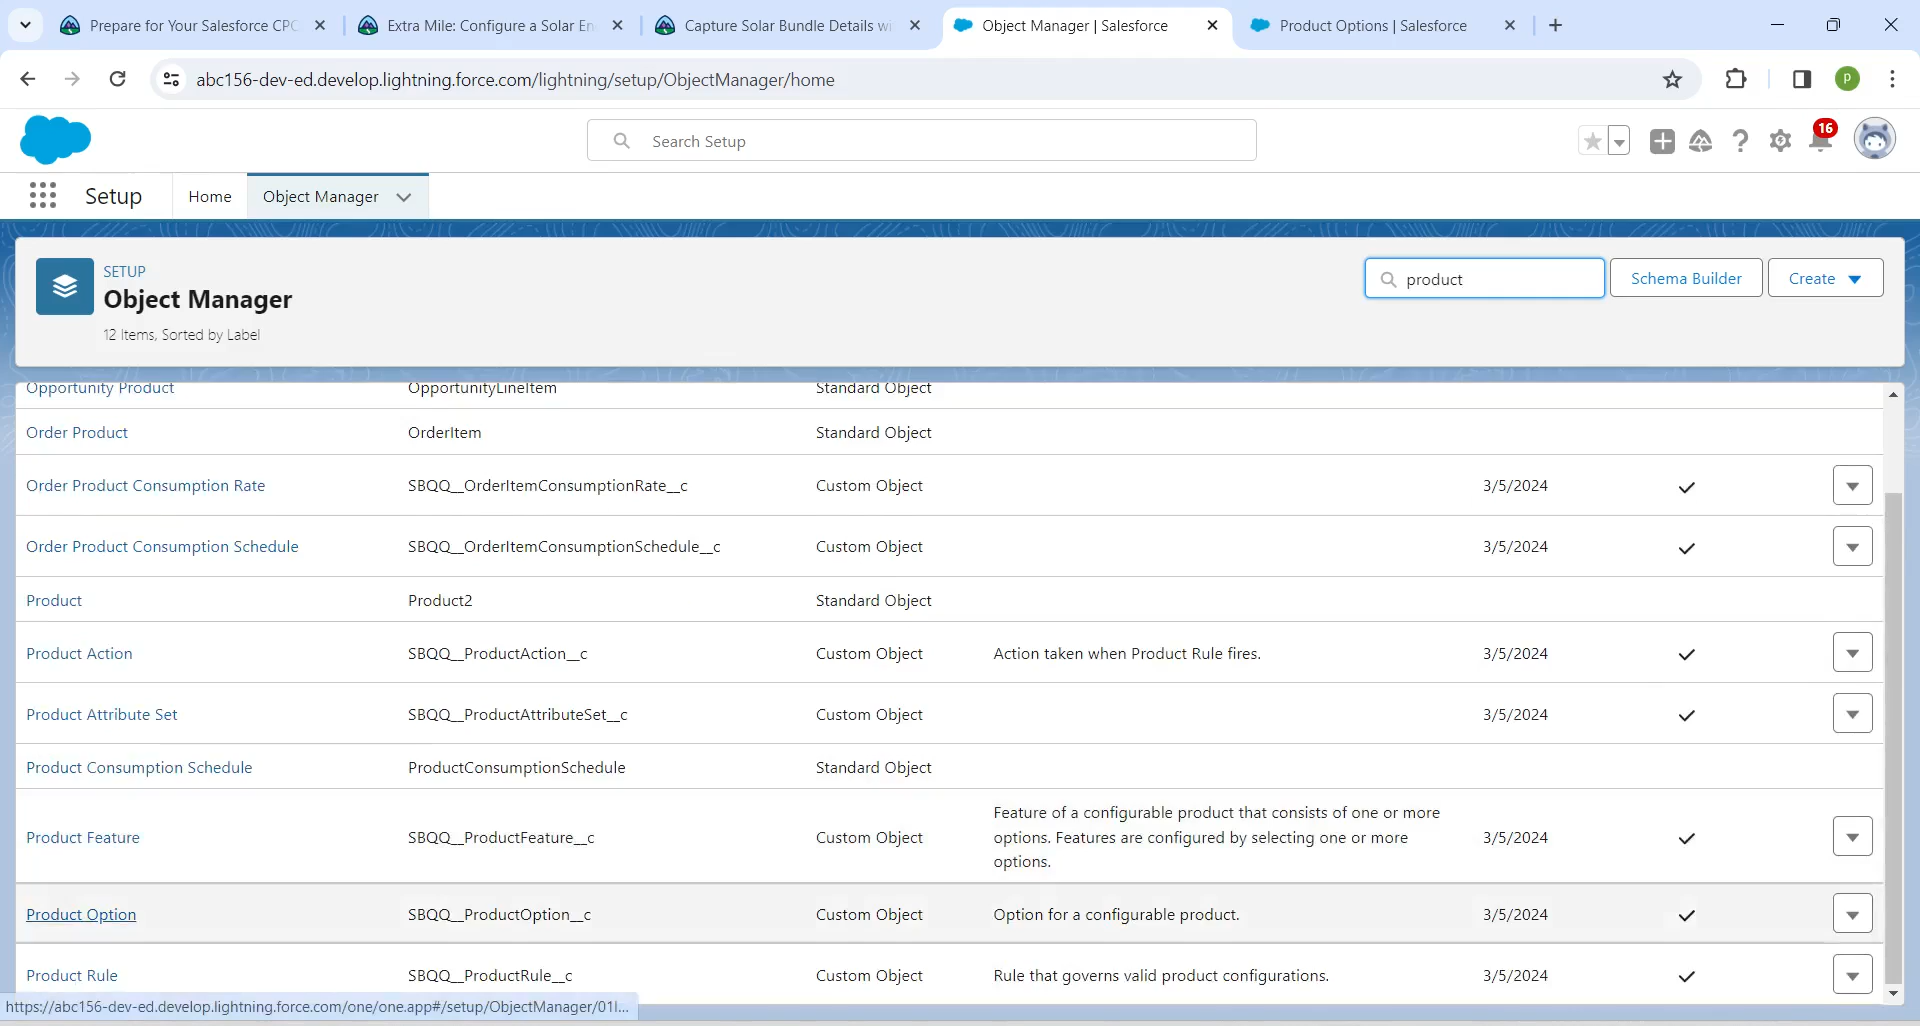 Prepare for Your Salesforce CPC
Extra Mile: Configure a Solar En
Capture Solar Bundle Details wi
Object Manager | Salesforce
Product Options | Salesforce
abc156-dev-ed.develop.lightning.force.com/lightning/setup/ObjectManager/home
P
Search Setup
16
Setup
Home
Object Manager
SETUP
Object Manager
12 Items, Sorted by Label
product
Schema Builder
Create
Opportunity Product OpportunityLineItem Standard Object
Order Product OrderItem Standard Object
Order Product Consumption Rate SBQQ__OrderItemConsumptionRate__c Custom Object 3/5/2024
Order Product Consumption Schedule SBQQ__OrderItemConsumptionSchedule__c Custom Object 3/5/2024
Product Product2 Standard Object
Product Action SBQQ__ProductAction__c Custom Object Action taken when Product Rule fires. 3/5/2024
Product Attribute Set SBQQ__ProductAttributeSet__c Custom Object 3/5/2024
Product Consumption Schedule ProductConsumptionSchedule Standard Object
Product Feature SBQQ__ProductFeature__c Custom Object Feature of a configurable product that consists of one or more
options. Features are configured by selecting one or more
options.
3/5/2024
Product Option SBQQ__ProductOption__c Custom Object Option for a configurable product. 3/5/2024
Product Rule SBQQ__ProductRule__c Custom Object Rule that governs valid product configurations. 3/5/2024
https://abc156-dev-ed.develop.lightning.force.com/one/one.app#/setup/ObjectManager/01I...